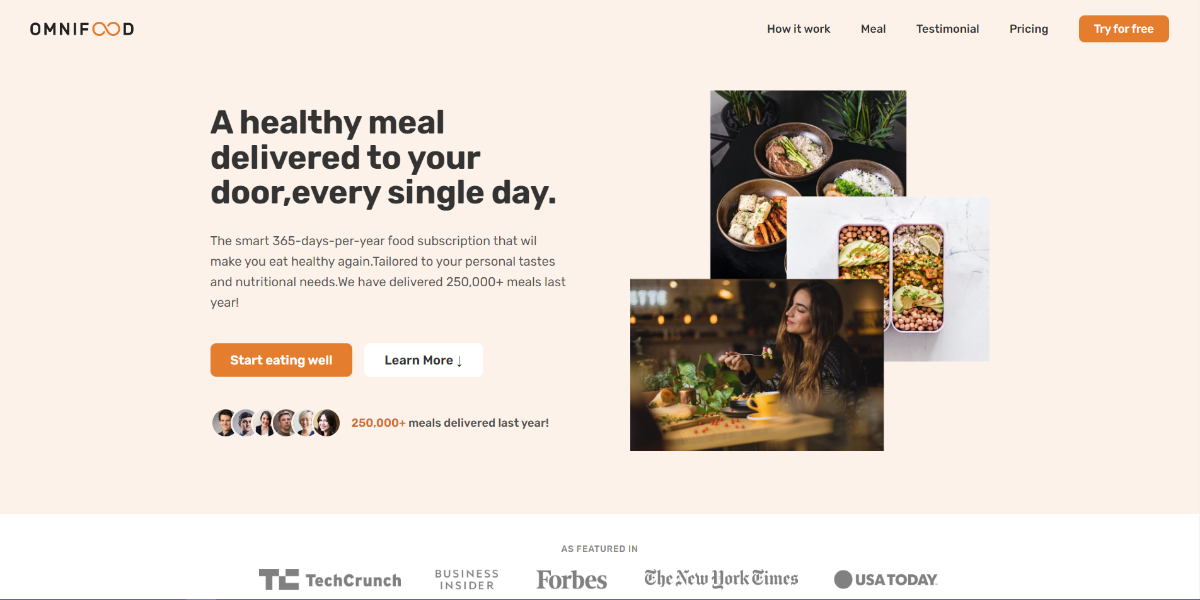 OMNIFOOD
How it work Meal Testimonial Pricing Try for free
A healthy meal
delivered to your
door,every single day.
The smart 365-days-per-year food subscription that wil
make you eat healthy again.Tailored to your personal tastes
and nutritional needs.We have delivered 250,000+ meals last
year!
Start eating well Learn More ↓
250,000+ meals delivered last year!
AS FEATURED IN
TC TechCrunch
BUSINESS
INSIDER
Forbes
The New York Times
USA TODAY